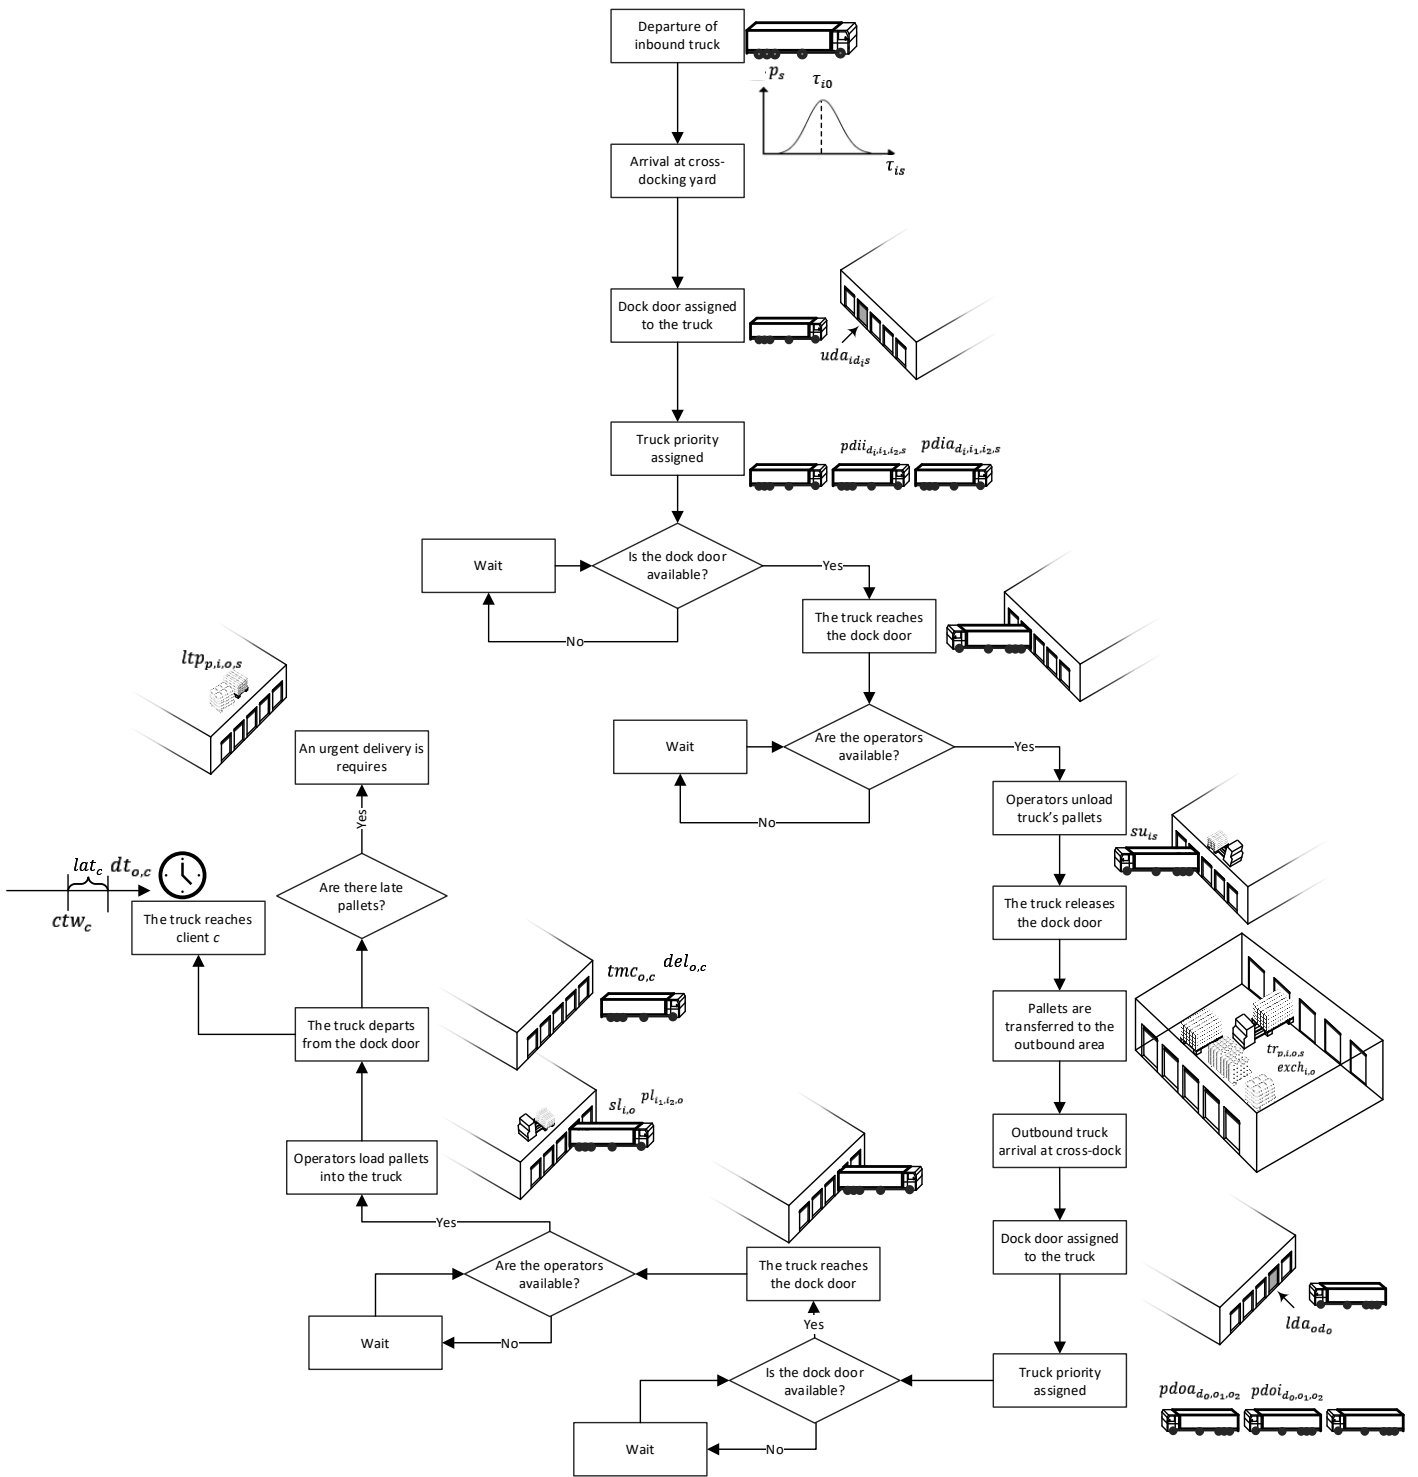 Departure of
inbound truck
p_s
τ_{i0}
τ_{is}
Arrival at cross-
docking yard
Dock door assigned
to the truck
uda_{id_is}
Truck priority
assigned
pdii_{d_i,i_1,i_2,s}
pdia_{d_i,i_1,i_2,s}
Is the dock door
available?
Wait
No
Yes
The truck reaches
the dock door
Are the operators
available?
Wait
No
Yes
Operators unload
truck's pallets
su_{is}
The truck releases
the dock door
Pallets are
transferred to the
outbound area
tr_{p,i,o,s}
exch_{i,o}
Outbound truck
arrival at cross-dock
Dock door assigned
to the truck
lda_{od_o}
Truck priority
assigned
pdoa_{d_o,o_1,o_2}
pdoi_{d_o,o_1,o_2}
Is the dock door
available?
Wait
No
Yes
The truck reaches
the dock door
Are the operators
available?
Wait
No
Yes
Operators load pallets
into the truck
sl_{i,o}
pl_{i_1,i_2,o}
The truck departs
from the dock door
tmc_{o,c}
del_{o,c}
The truck reaches
client c
lat_c
dt_{o,c}
ctw_c
Are there late
pallets?
Yes
An urgent delivery is
requires
ltp_{p,i,o,s}